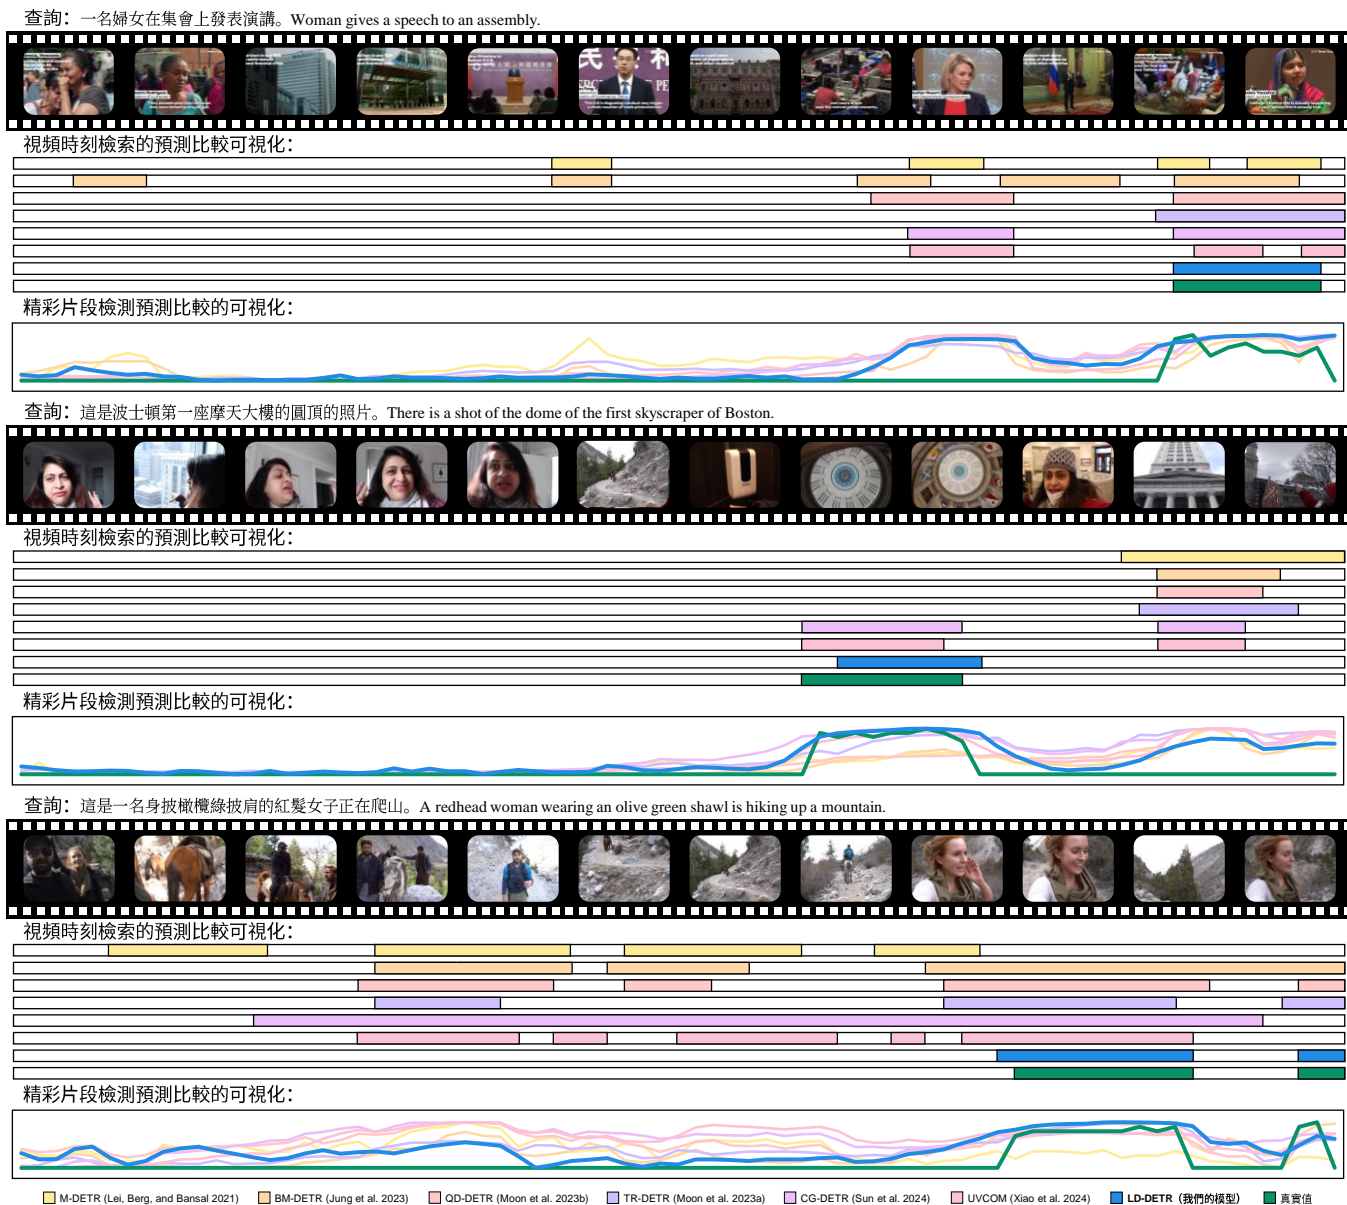 查詢：一名婦女在集會上發表演講。Woman gives a speech to an assembly.
視頻時刻檢索的預測比較可視化：
精彩片段檢測預測比較的可視化：
查詢：這是波士頓第一座摩天大樓的圓頂的照片。There is a shot of the dome of the first skyscraper of Boston.
視頻時刻檢索的預測比較可視化：
精彩片段檢測預測比較的可視化：
查詢：這是一名身披橄欖綠披肩的紅髮女子正在爬山。A redhead woman wearing an olive green shawl is hiking up a mountain.
視頻時刻檢索的預測比較可視化：
精彩片段檢測預測比較的可視化：
M-DETR (Lei, Berg, and Bansal 2021) BM-DETR (Jung et al. 2023) QD-DETR (Moon et al. 2023b) TR-DETR (Moon et al. 2023a) CG-DETR (Sun et al. 2024) UVCOM (Xiao et al. 2024) LD-DETR（我們的模型） 真實值